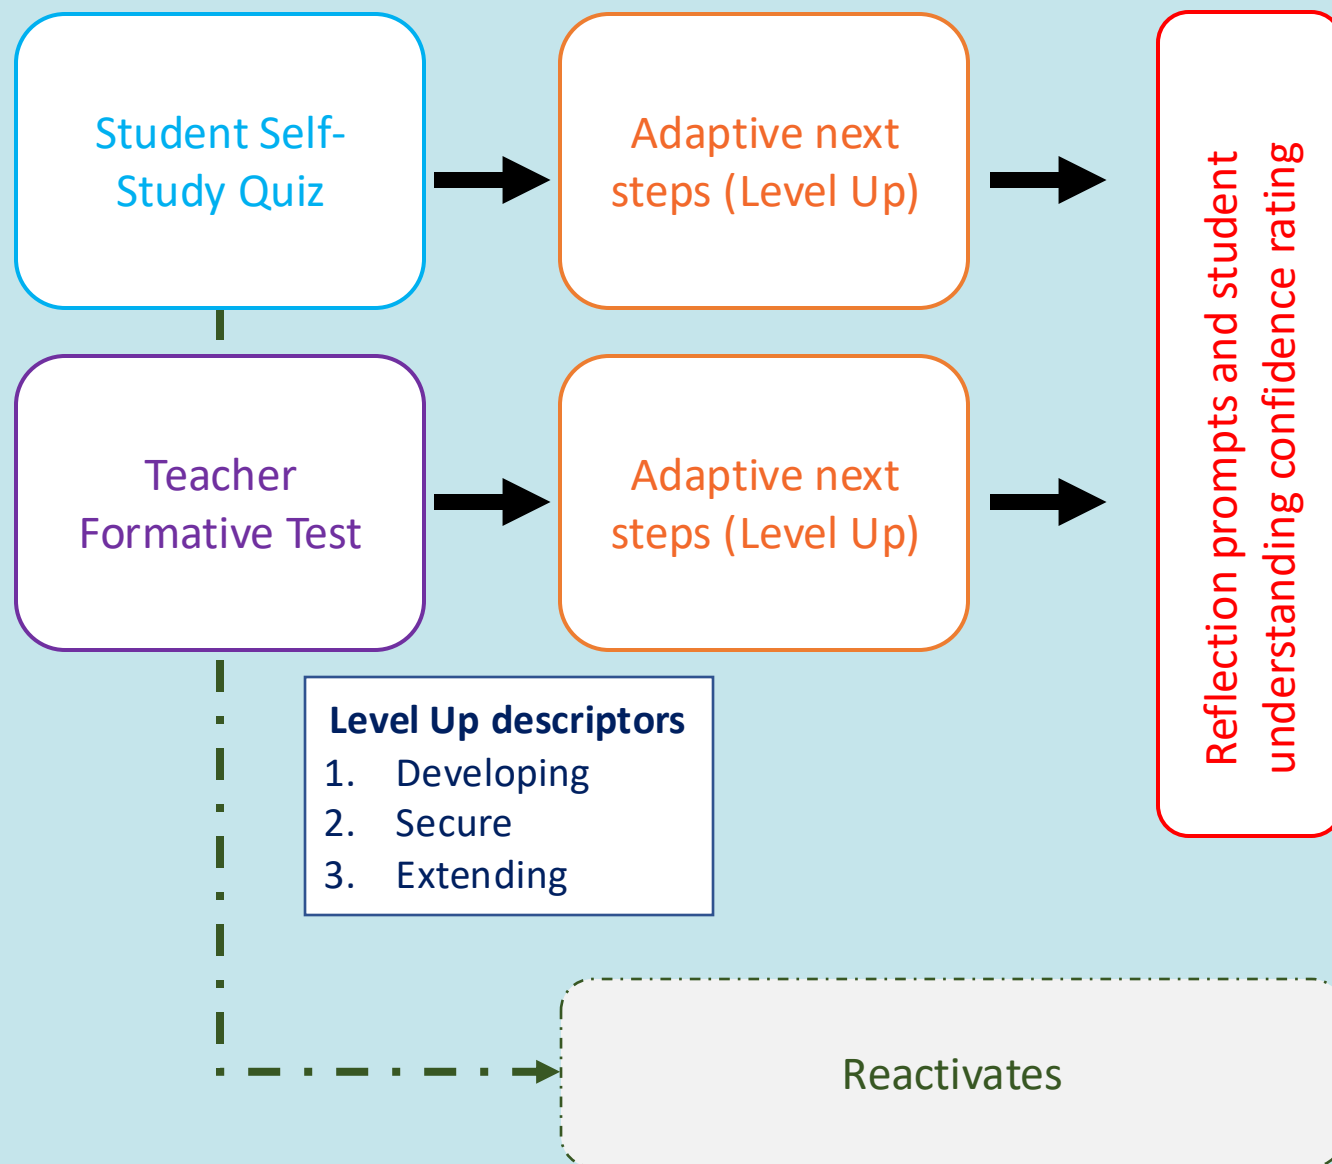 Student Self-
Study Quiz
Adaptive next
steps (Level Up)
Teacher
Formative Test
Adaptive next
steps (Level Up)
Reflection prompts and student
understanding confidence rating
Level Up descriptors
1. Developing
2. Secure
3. Extending
Reactivates